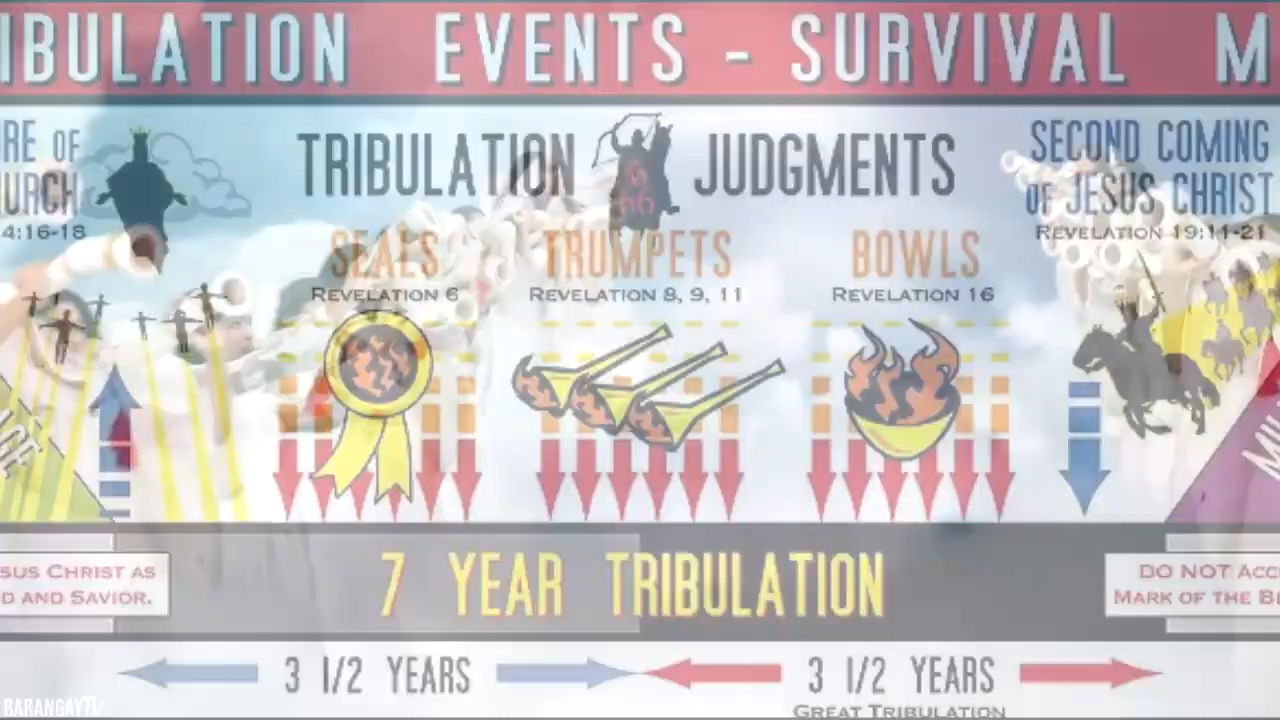 IBULATION EVENTS - SURVIVAL M
RE OF
URCH
4:16-18
TRIBULATION JUDGMENTS
SECOND COMING
OF JESUS CHRIST
REVELATION 19:11-21
SEALS
REVELATION 6
TRUMPETS
REVELATION 8, 9, 11
BOWLS
REVELATION 16
SUS CHRIST AS
D AND SAVIOR.
7 YEAR TRIBULATION
DO NOT ACC
MARK OF THE BE
3 1/2 YEARS
3 1/2 YEARS
GREAT TRIBULATION
BARANGAYTV